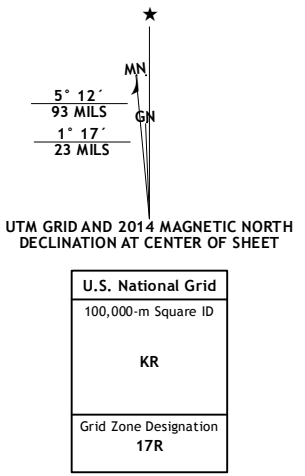 MN
GN
5° 12´
93 MILS
1° 17´
23 MILS
UTM GRID AND 2014 MAGNETIC NORTH
DECLINATION AT CENTER OF SHEET
U.S. National Grid
100,000-m Square ID
KR
Grid Zone Designation
17R